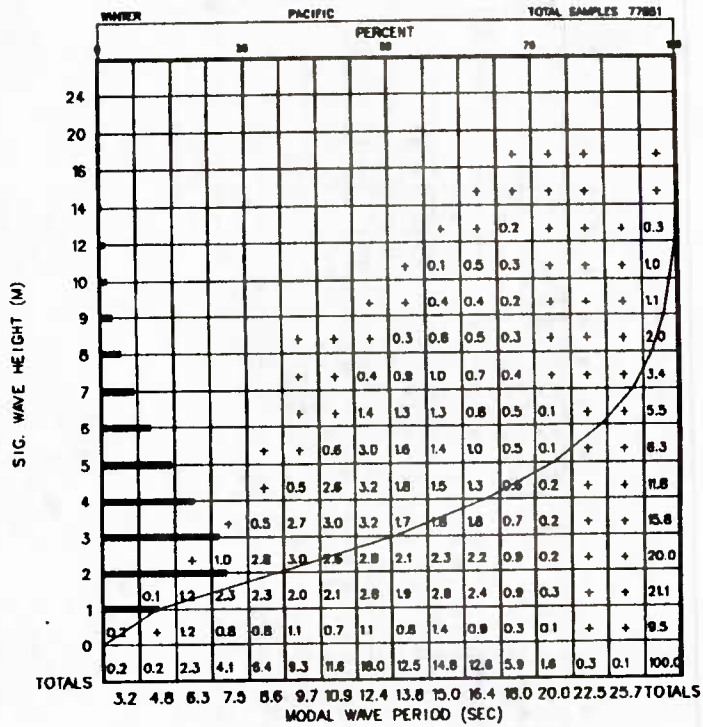 WINTER PACIFIC TOTAL SAMPLES 77951
PERCENT
0 70
SIG. WAVE HEIGHT (M)
24
20
+ + + +
16
+ + + + +
14
+ + 0.2 + + + 0.3
12
+ 0.1 0.5 0.3 + + + 1.0
10
+ + 0.4 0.4 0.2 + + + 1.1
9
+ + + 0.3 0.6 0.5 0.3 + + + 2.0
8
+ + 0.4 0.9 1.0 0.7 0.4 + + + 3.4
7
+ + 1.4 1.3 1.3 0.8 0.5 0.1 + + 5.5
6
+ + 0.6 3.0 1.6 1.4 1.0 0.5 0.1 + + 8.3
5
+ 0.5 2.6 3.2 1.8 1.5 1.3 0.2 + + 11.8
4
+ 0.5 2.7 3.0 3.2 1.7 1.8 0.7 0.2 + + 15.8
3
+ 1.0 2.8 3.0 2.8 2.1 2.3 2.2 0.9 0.2 + + 20.0
2
0.1 1.2 2.3 2.3 2.0 2.1 2.8 1.9 2.8 2.4 0.9 0.3 + + 21.1
1
0.2 + 1.2 0.8 0.8 1.1 0.7 1.1 0.8 1.4 0.9 0.3 0.1 + + 9.5
0
0.2 0.2 2.3 4.1 6.4 9.3 11.6 18.0 12.5 14.8 12.8 5.9 1.6 0.3 0.1 100.0
TOTALS
3.2 4.8 6.3 7.5 8.6 9.7 10.9 12.4 13.8 15.0 16.4 18.0 20.0 22.5 25.7 TOTALS
MODAL WAVE PERIOD (SEC)